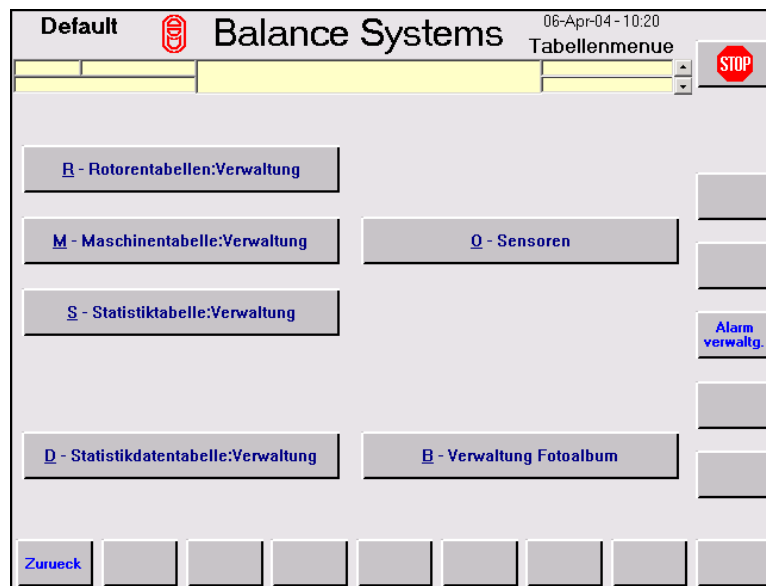 Default
Balance Systems
06-Apr-04 - 10:20
Tabellenmenue
STOP
R - Rotorentabellen:Verwaltung
M - Maschinentabelle:Verwaltung
O - Sensoren
S - Statistiktabelle:Verwaltung
Alarm
verwaltg.
D - Statistikdatentabelle:Verwaltung
B - Verwaltung Fotoalbum
Zurueck